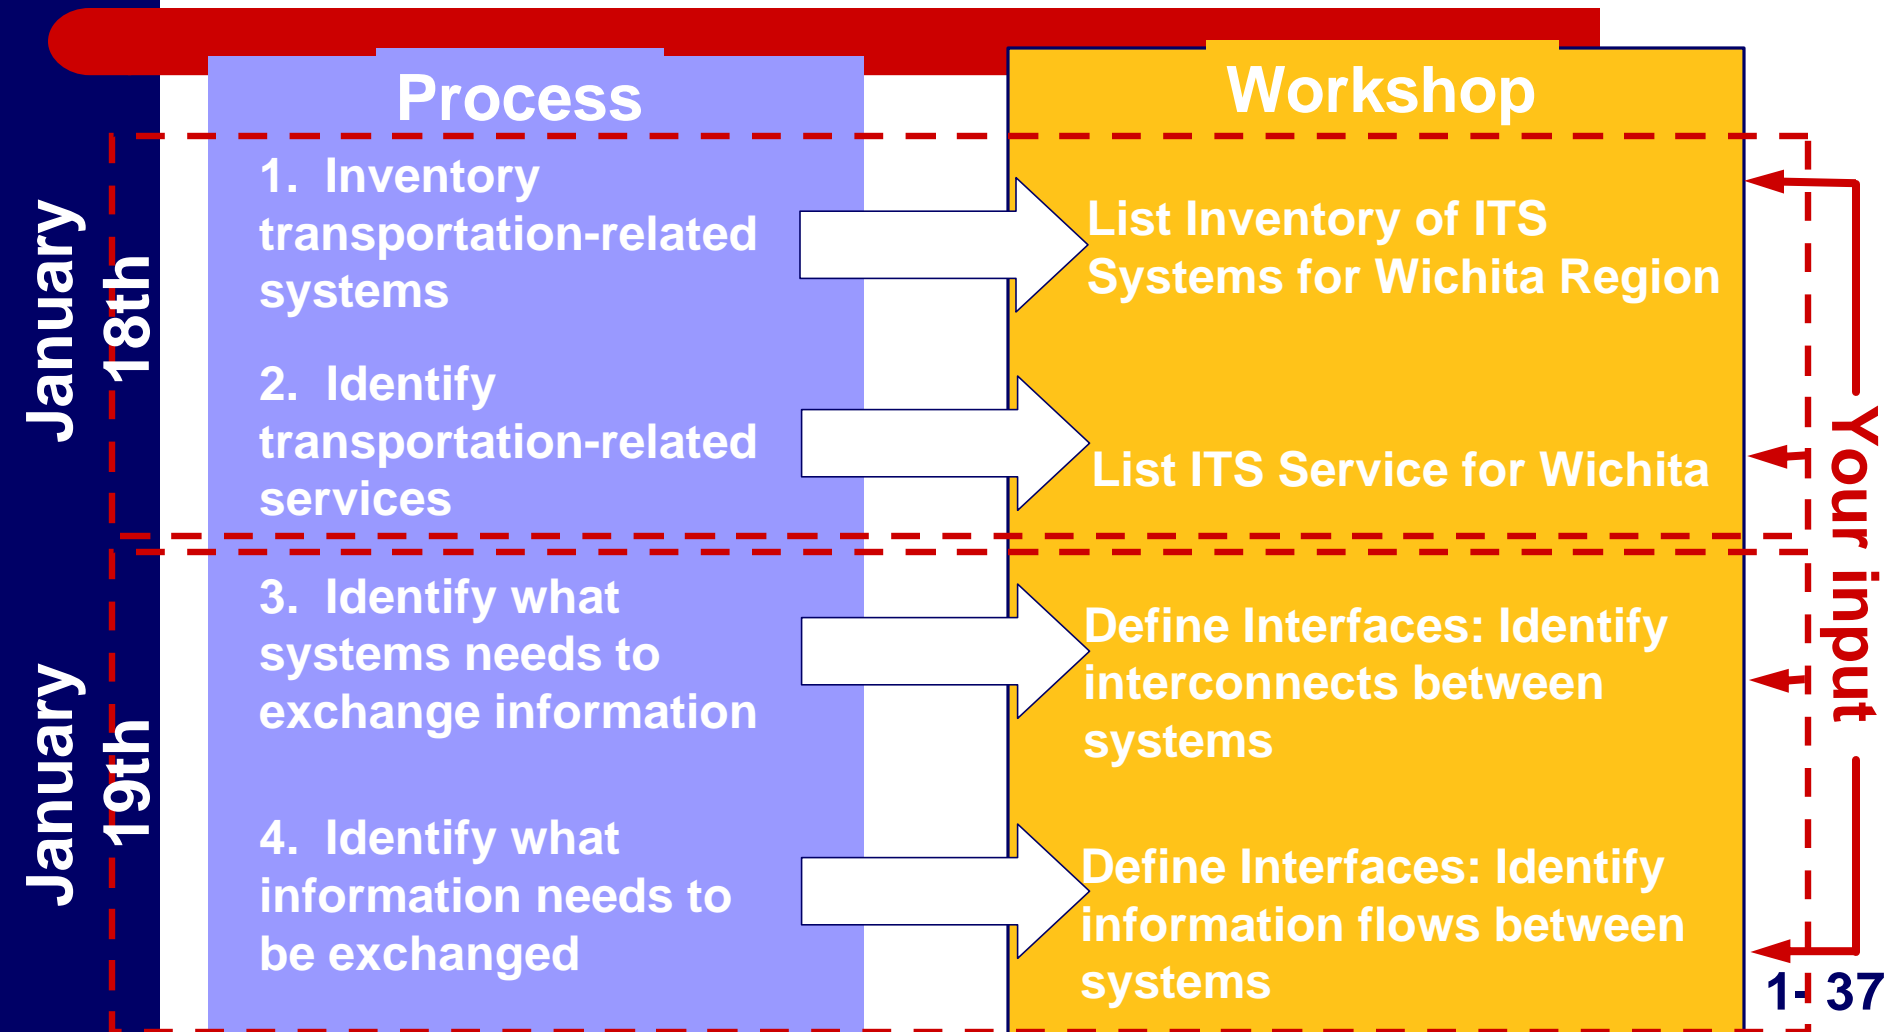 Process
Workshop
January
18th
1. Inventory
transportation-related
systems
List Inventory of ITS
Systems for Wichita Region
2. Identify
transportation-related
services
List ITS Service for Wichita
January
19th
3. Identify what
systems needs to
exchange information
Define Interfaces: Identify
interconnects between
systems
4. Identify what
information needs to
be exchanged
Define Interfaces: Identify
information flows between
systems
Your input
1- 37